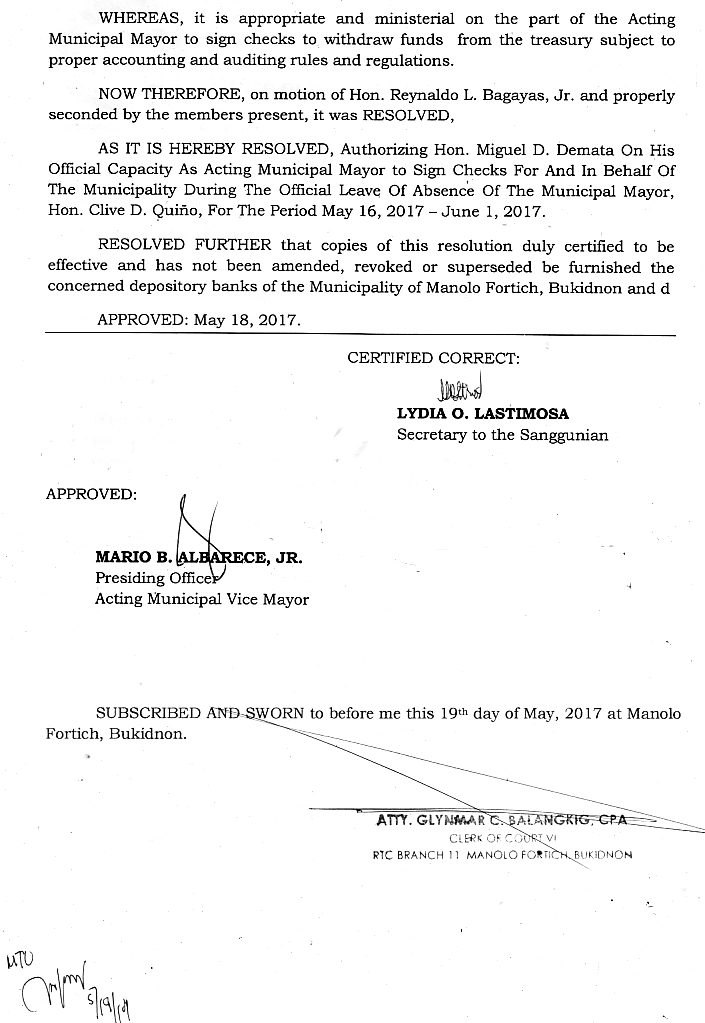 WHEREAS, it is appropriate and ministerial on the part of the Acting
Municipal Mayor to sign checks to withdraw funds from the treasury subject to
proper accounting and auditing rules and regulations.
NOW THEREFORE, on motion of Hon. Reynaldo L. Bagayas, Jr. and properly
seconded by the members present, it was RESOLVED,
AS IT IS HEREBY RESOLVED, Authorizing Hon. Miguel D. Demata On His
Official Capacity As Acting Municipal Mayor to Sign Checks For And In Behalf Of
The Municipality During The Official Leave Of Absence Of The Municipal Mayor,
Hon. Clive D. Quiño, For The Period May 16, 2017 – June 1, 2017.
RESOLVED FURTHER that copies of this resolution duly certified to be
effective and has not been amended, revoked or superseded be furnished the
concerned depository banks of the Municipality of Manolo Fortich, Bukidnon and d
APPROVED: May 18, 2017.
CERTIFIED CORRECT:
LYDIA O. LASTIMOSA
Secretary to the Sanggunian
APPROVED:
MARIO B. ALBARECE, JR.
Presiding Officer
Acting Municipal Vice Mayor
SUBSCRIBED AND SWORN to before me this 19th day of May, 2017 at Manolo
Fortich, Bukidnon.
ATTY. GLYNMAR C. BALANGKIG, CPA
CLERK OF COURT VI
RTC BRANCH 11 MANOLO FORTICH, BUKIDNON
MTO